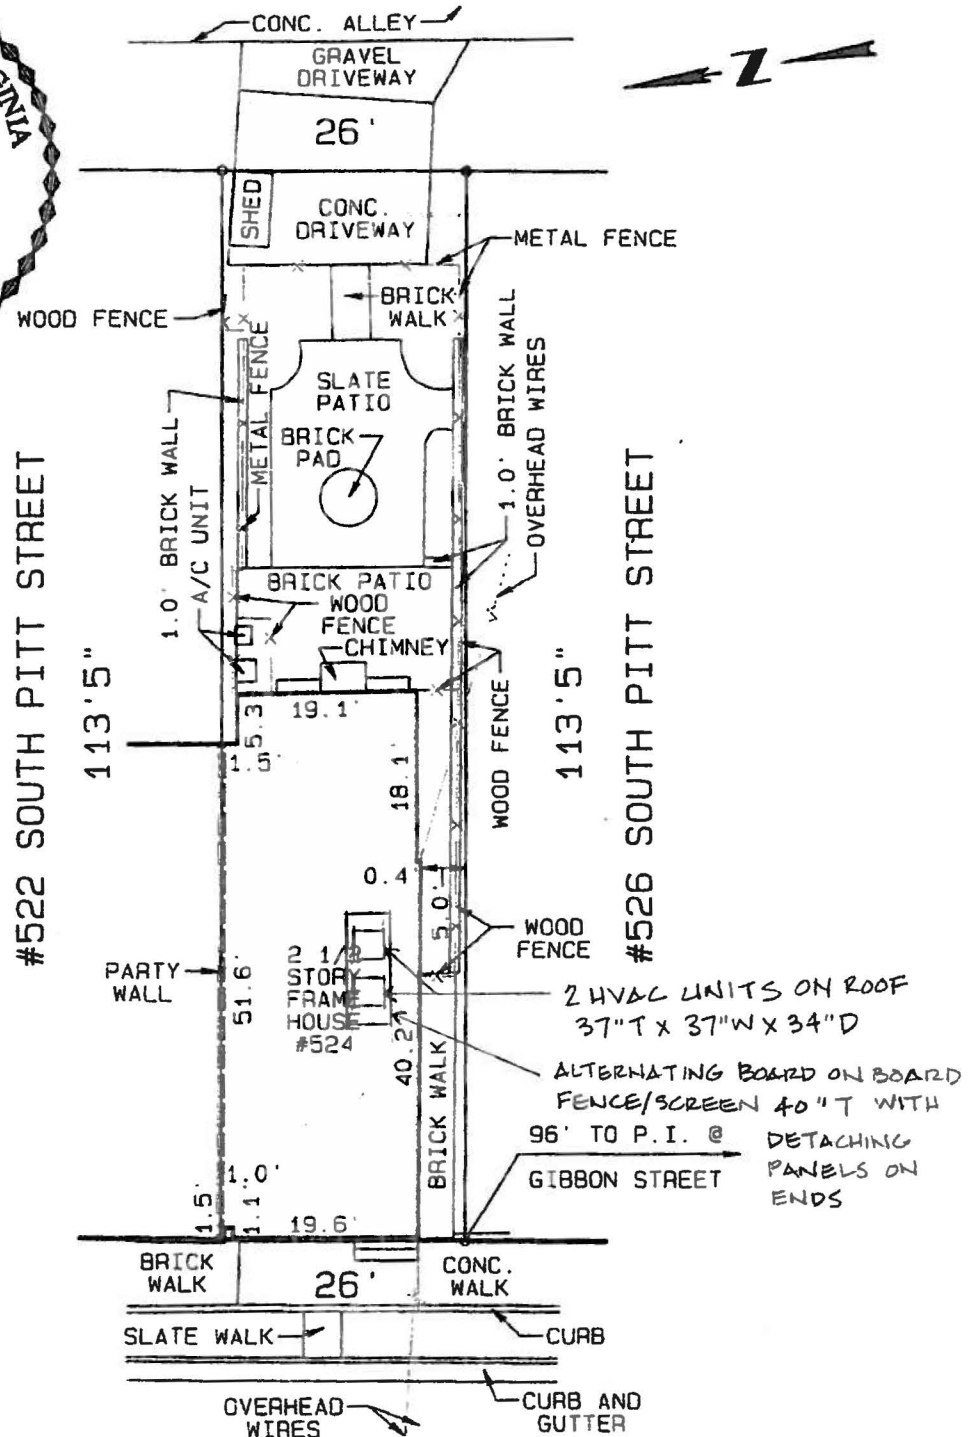 CONC. ALLEY
GINIA
GRAVEL
DRIVEWAY
N
26'
SHED
CONC.
DRIVEWAY
METAL FENCE
WOOD FENCE
BRICK
WALK
METAL FENCE
1.0' BRICK WALL
OVERHEAD WIRES
SLATE
PATIO
BRICK
PAD
1.0' BRICK WALL
A/C UNIT
BRICK PATIO
WOOD
FENCE
CHIMNEY
#522 SOUTH PITT STREET
113'5"
19.1'
5.3
1.5'
18.1
WOOD FENCE
113'5"
#526 SOUTH PITT STREET
0.4
5.0'
WOOD
FENCE
PARTY
WALL
51.6'
2 1/2
STORY
FRAME
HOUSE
#524
40.2'
BRICK WALK
2 HVAC UNITS ON ROOF
37"T X 37"W X 34"D
ALTERNATING BOARD ON BOARD
FENCE/SCREEN 40"T WITH
DETACHING
PANELS ON
ENDS
96' TO P.I. @
GIBBON STREET
1.0'
1.5'
1.1'
19.6'
BRICK
WALK
26'
CONC.
WALK
SLATE WALK
CURB
OVERHEAD
WIRES
CURB AND
GUTTER